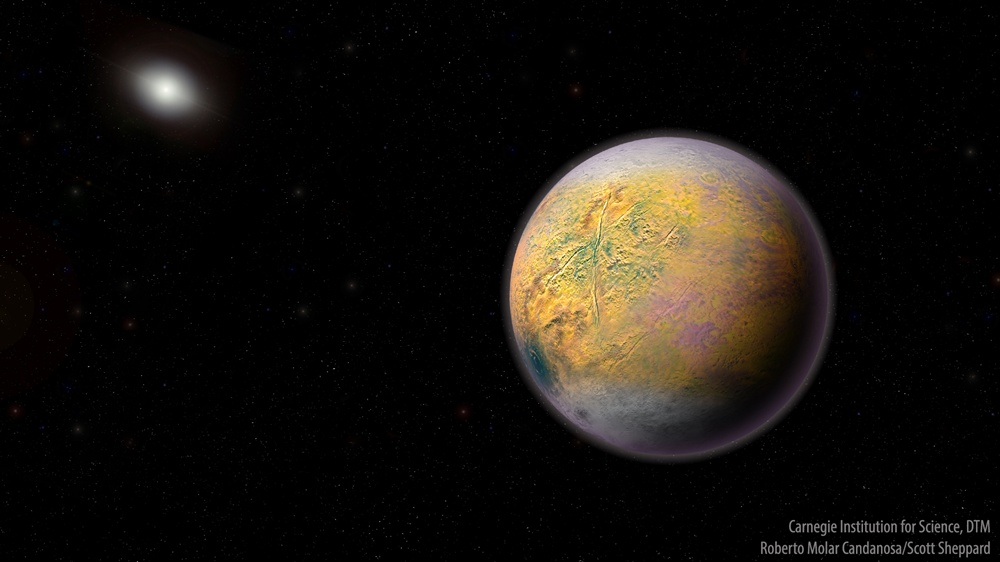 Carnegie Institution for Science, DTM
Roberto Molar Candanosa/Scott Sheppard